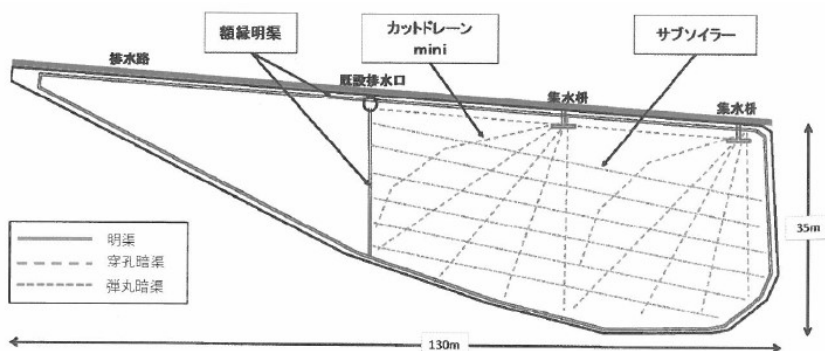 額縁明渠
カットドレーン
mini
サブソイラー
排水路
既設排水口
集水桝
集水桝
35m
明渠
穿孔暗渠
弾丸暗渠
130m